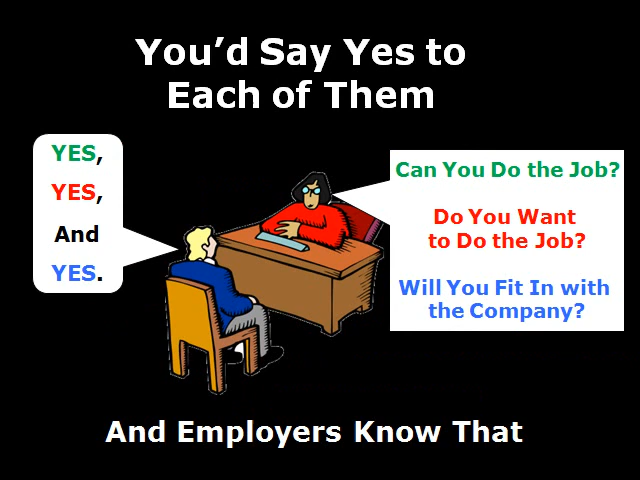 You’d Say Yes to
Each of Them
YES,
YES,
And
YES.
Can You Do the Job?
Do You Want
to Do the Job?
Will You Fit In with
the Company?
And Employers Know That